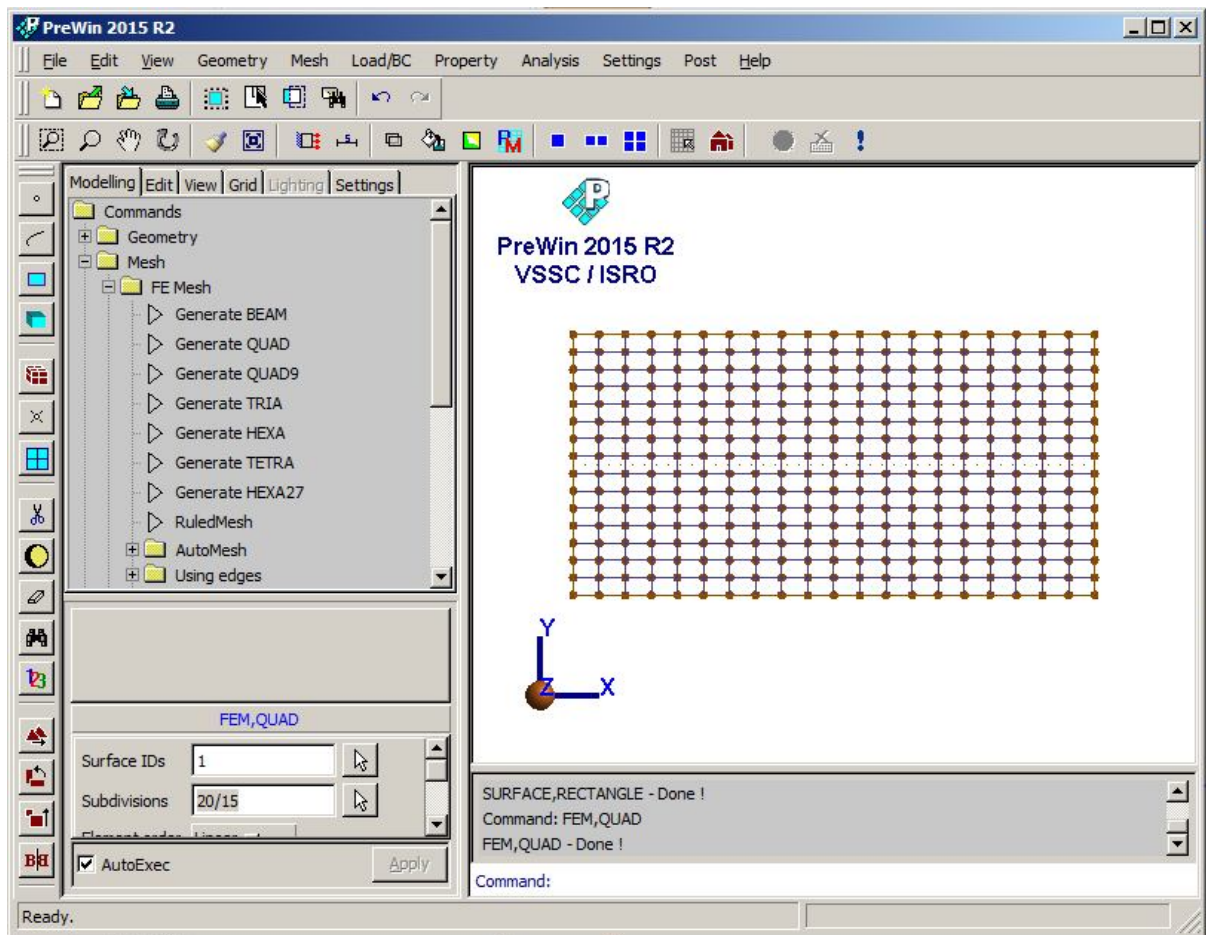 PreWin 2015 R2
File Edit View Geometry Mesh Load/BC Property Analysis Settings Post Help
Modelling Edit View Grid Lighting Settings
Commands
Geometry
Mesh
FE Mesh
Generate BEAM
Generate QUAD
Generate QUAD9
Generate TRIA
Generate HEXA
Generate TETRA
Generate HEXA27
RuledMesh
AutoMesh
Using edges
FEM,QUAD
Surface IDs 1
Subdivisions 20/15
Element order Linear
AutoExec Apply
PreWin 2015 R2
VSSC / ISRO
Y
Z X
SURFACE,RECTANGLE - Done !
Command: FEM,QUAD
FEM,QUAD - Done !
Command:
Ready.